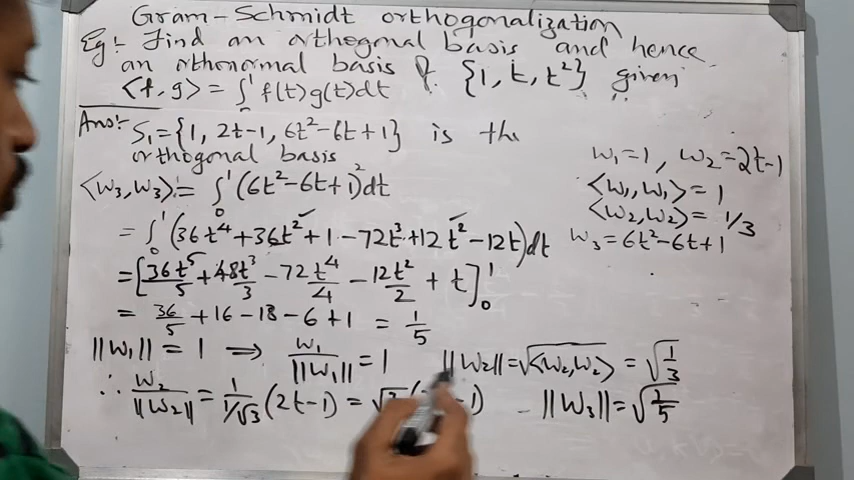 Gram-Schmidt orthogonalization
Eg:- Find an orthogonal basis and hence
an orthonormal basis of {1, t, t²} given
<f, g> = ∫₀¹ f(t)g(t)dt
Ans:- S₁ = {1, 2t-1, 6t²-6t+1} is the
orthogonal basis
w₁=1, w₂=2t-1
<w₁, w₁> = 1
<w₂, w₂> = 1/3
w₃=6t²-6t+1
<w₃, w₃> = ∫₀¹ (6t²-6t+1)² dt
= ∫₀¹ (36t⁴+36t²+1-72t³+12t²-12t)dt
= [36t⁵/5 + 48t³/3 - 72t⁴/4 - 12t²/2 + t]₀¹
= 36/5 + 16 - 18 - 6 + 1 = 1/5
||w₁|| = 1 ⇒ w₁/||w₁|| = 1 ||w₂|| = √<w₂, w₂> = √1/3
∴ w₂/||w₂|| = 1/1/√3 (2t-1) = -1) ||w₃|| = √1/5